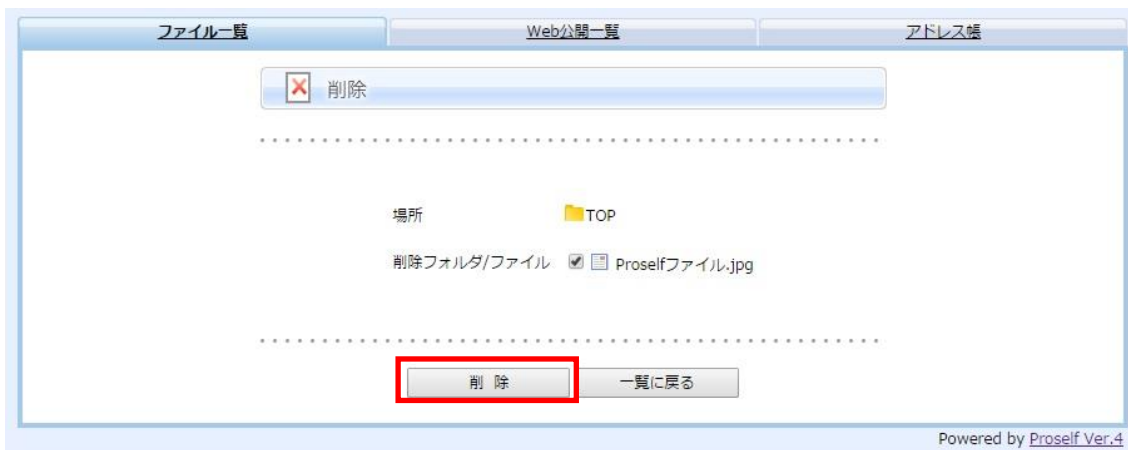 ファイル一覧 Web公開一覧 アドレス帳
削除
場所 TOP
削除フォルダ/ファイル Proselfファイル.jpg
削 除 一覧に戻る
Powered by Proself Ver.4